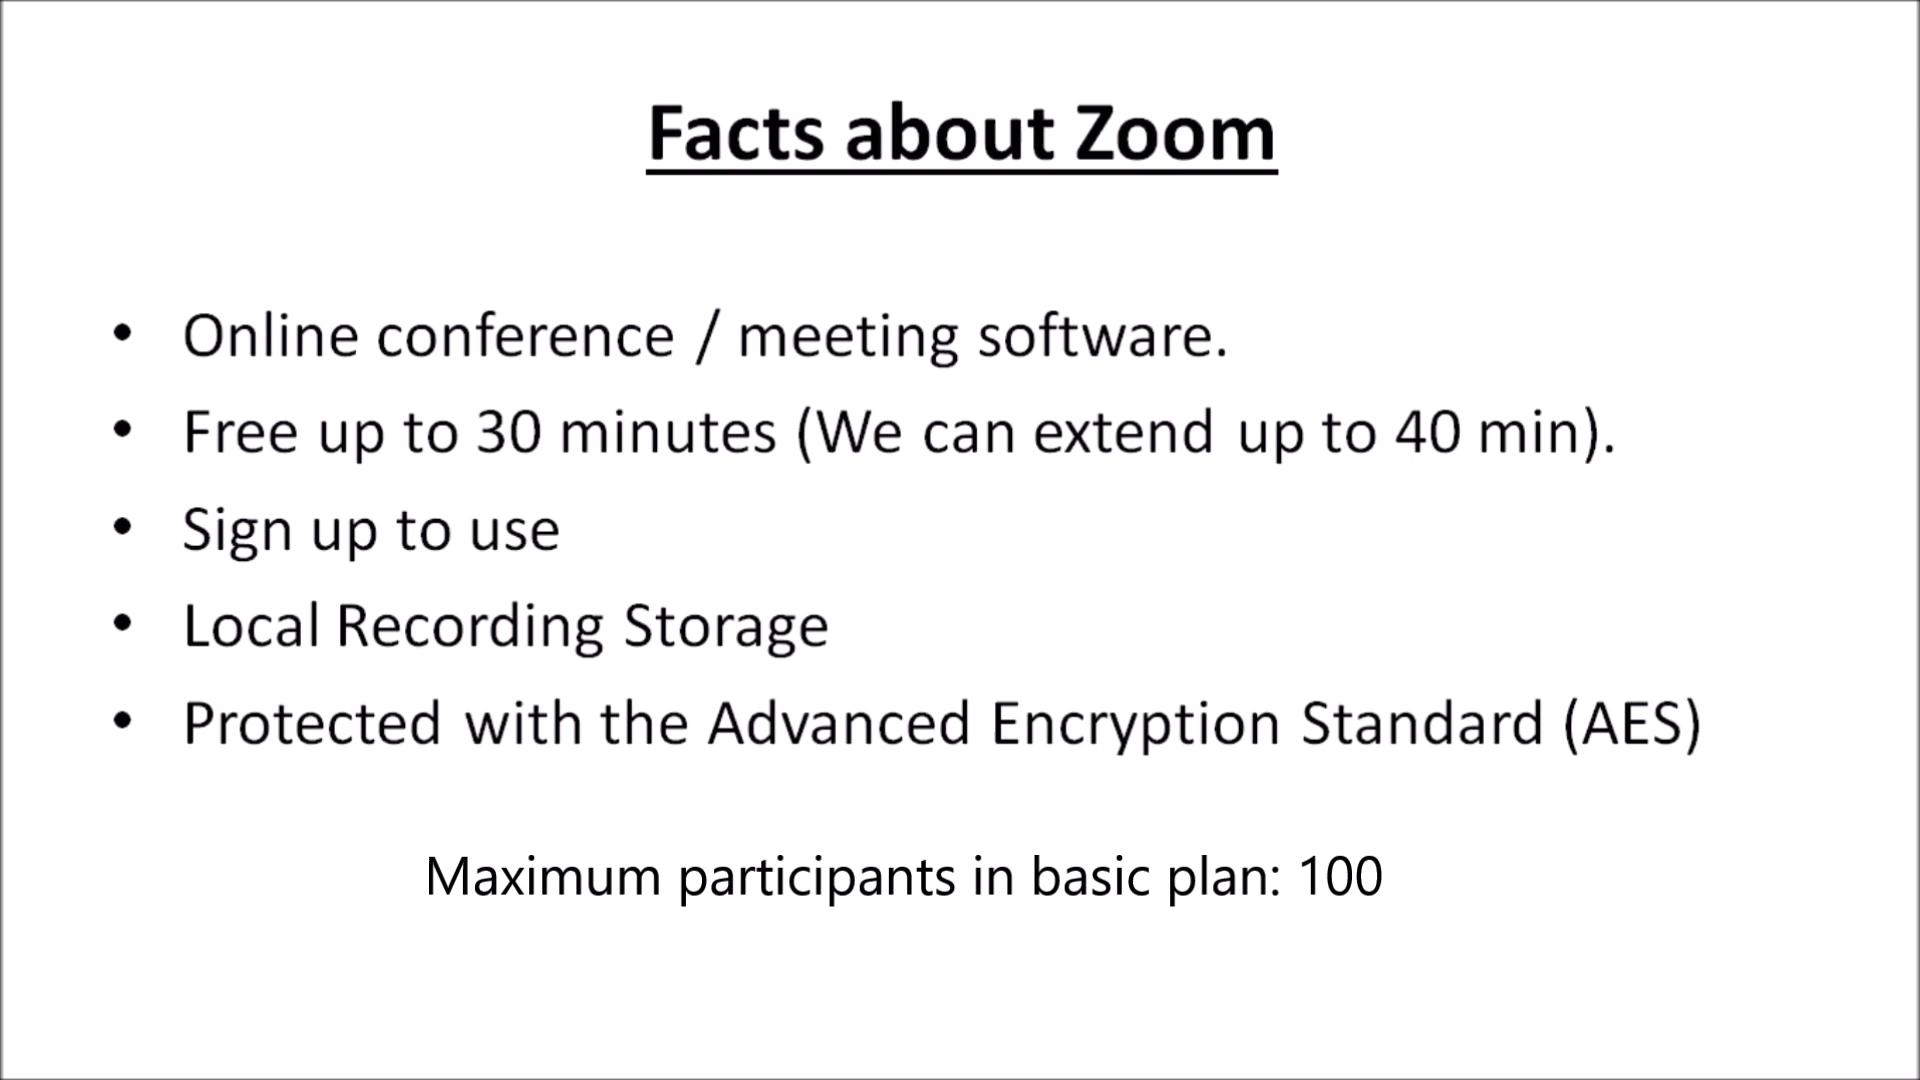 Facts about Zoom
• Online conference / meeting software.
• Free up to 30 minutes (We can extend up to 40 min).
• Sign up to use
• Local Recording Storage
• Protected with the Advanced Encryption Standard (AES)
Maximum participants in basic plan: 100